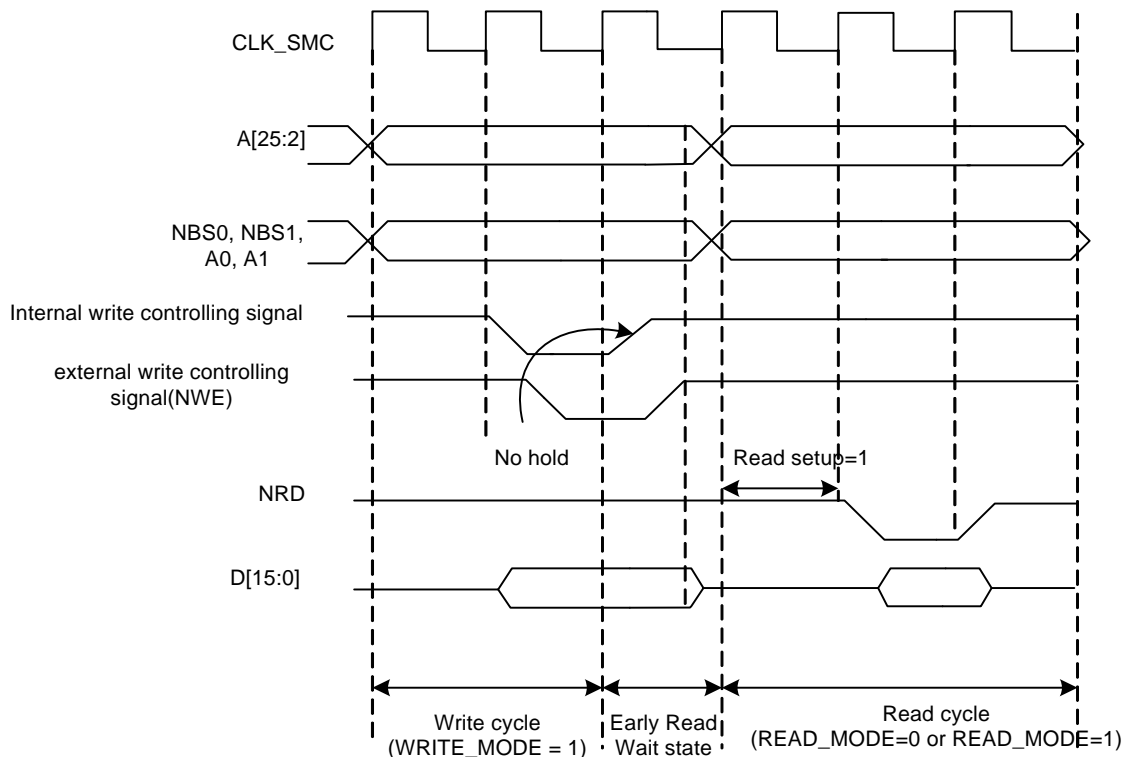 CLK_SMC
A[25:2]
NBS0, NBS1,
A0, A1
Internal write controlling signal
external write controlling
signal(NWE)
No hold
Read setup=1
NRD
D[15:0]
Write cycle
(WRITE_MODE = 1)
Early Read
Wait state
Read cycle
(READ_MODE=0 or READ_MODE=1)